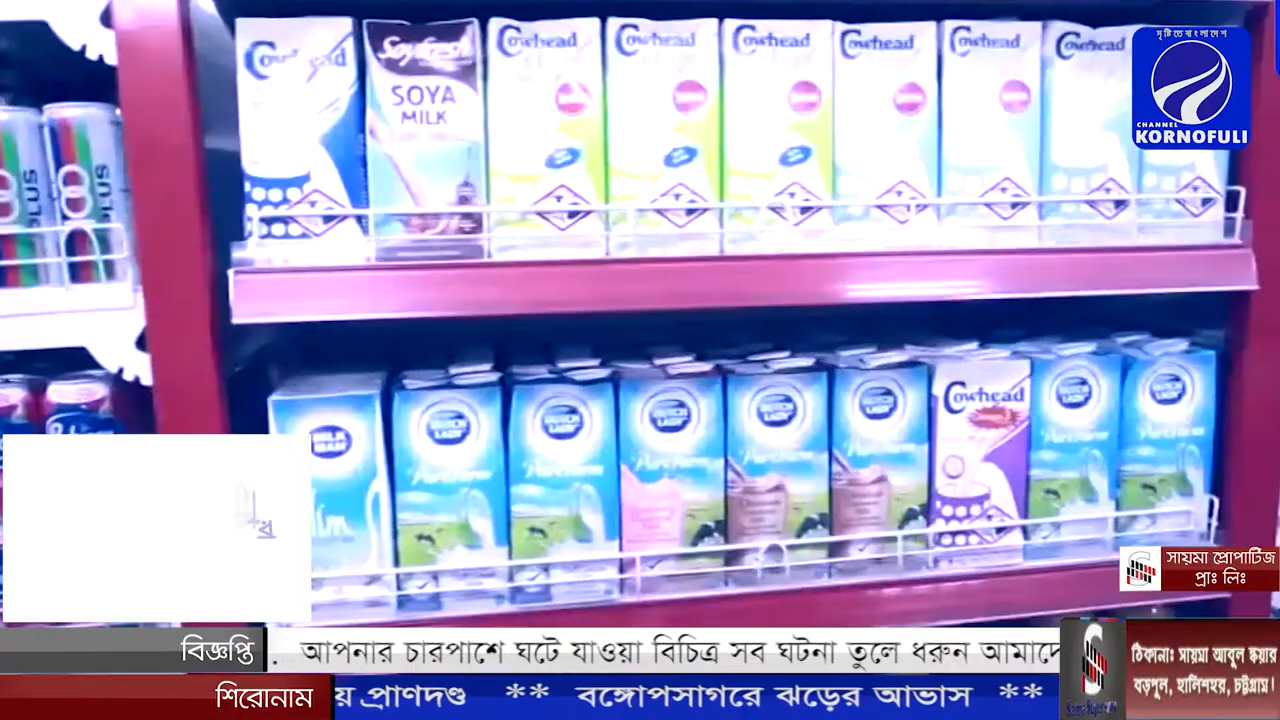 Cowhead
Soyfresh
SOYA
MILK
Cowhead
Cowhead
Cowhead
Cowhead
Cowhead
Cowhead
দৃষ্টিতে বাংলাদেশ
CHANNEL
KORNOFULI
PLUS
PLUS
DUTCH
LADY
DUTCH
LADY
DUTCH
LADY
DUTCH
LADY
DUTCH
LADY
Cowhead
DUTCH
LADY
DUTCH
LADY
সায়মা প্রোপার্টিজ
প্রাঃ লিঃ
বিজ্ঞপ্তি
. আপনার চারপাশে ঘটে যাওয়া বিচিত্র সব ঘটনা তুলে ধরুন আমাদে
ঠিকানাঃ সায়মা আবুল স্কয়ার
বড়পুল, হালিশহর, চট্টগ্রাম।
শিরোনাম
য় প্রাণদণ্ড ** বঙ্গোপসাগরে ঝড়ের আভাস **